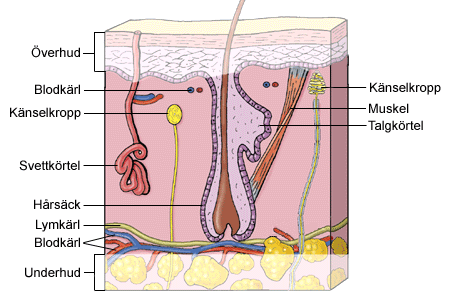 Överhud
Blodkärl
Känselkropp
Svettkörtel
Hårsäck
Lymkärl
Blodkärl
Underhud
Känselkropp
Muskel
Talgkörtel